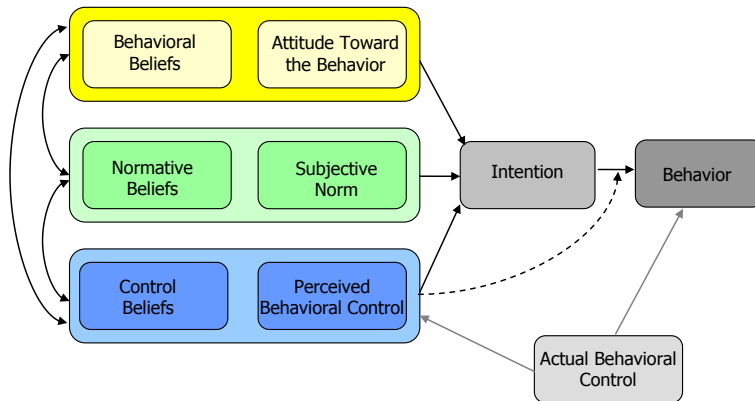 Behavioral
Beliefs
Attitude Toward
the Behavior
Normative
Beliefs
Subjective
Norm
Intention
Behavior
Control
Beliefs
Perceived
Behavioral Control
Actual Behavioral
Control